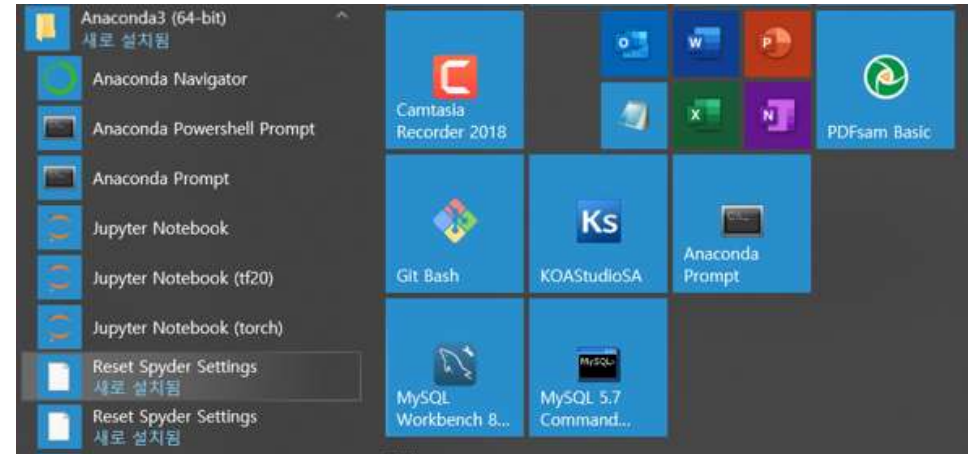 Anaconda3 (64-bit)
새로 설치됨
Anaconda Navigator
Anaconda Powershell Prompt
Anaconda Prompt
Jupyter Notebook
Jupyter Notebook (tf20)
Jupyter Notebook (torch)
Reset Spyder Settings
새로 설치됨
Reset Spyder Settings
새로 설치됨
Camtasia
Recorder 2018
PDFsam Basic
Git Bash
Ks
KOAStudioSA
Anaconda
Prompt
MySQL
Workbench 8...
MySQL 5.7
Command...